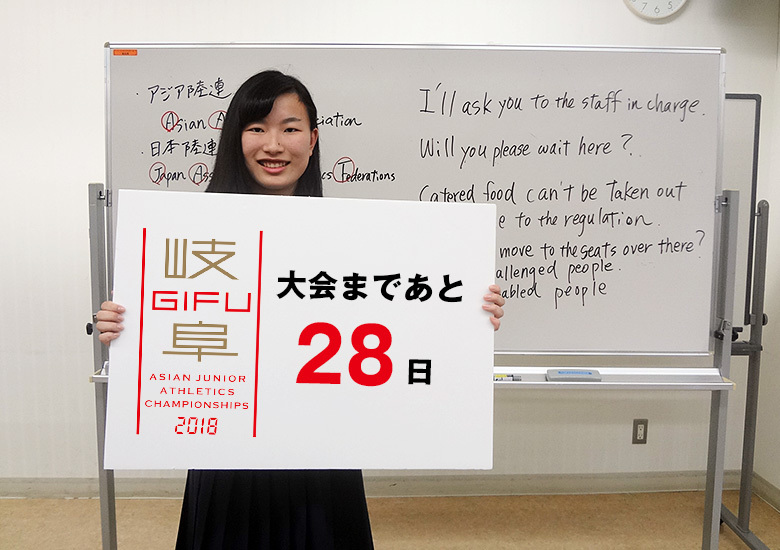 ・アジア陸連
Asian A ciation
・日本陸連
Japan Ass cs Federations
I'll ask you to the staff in charge.
Will you please wait here?
Catered food can't be taken out
e to the regulation.
move to the seats over there?
allenged people.
abled people
岐
GIFU
阜
ASIAN JUNIOR
ATHLETICS
CHAMPIONSHIPS
2018
大会まであと
28日